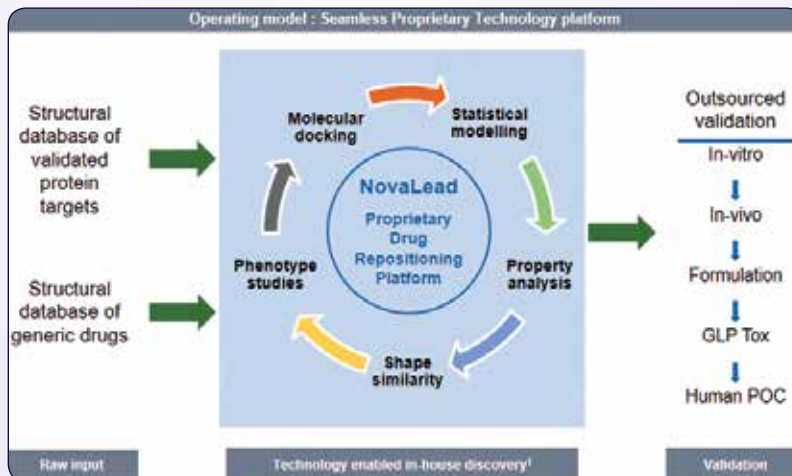 Operating model : Seamless Proprietary Technology platform
Structural
database of
validated
protein
targets
Structural
database of
generic drugs
Molecular
docking
Statistical
modelling
Property
analysis
Shape
similarity
Phenotype
studies
NovaLead
Proprietary
Drug
Repositioning
Platform
Outsourced
validation
In-vitro
In-vivo
Formulation
GLP Tox
Human POC
Raw input
Technology enabled in-house discovery¹
Validation